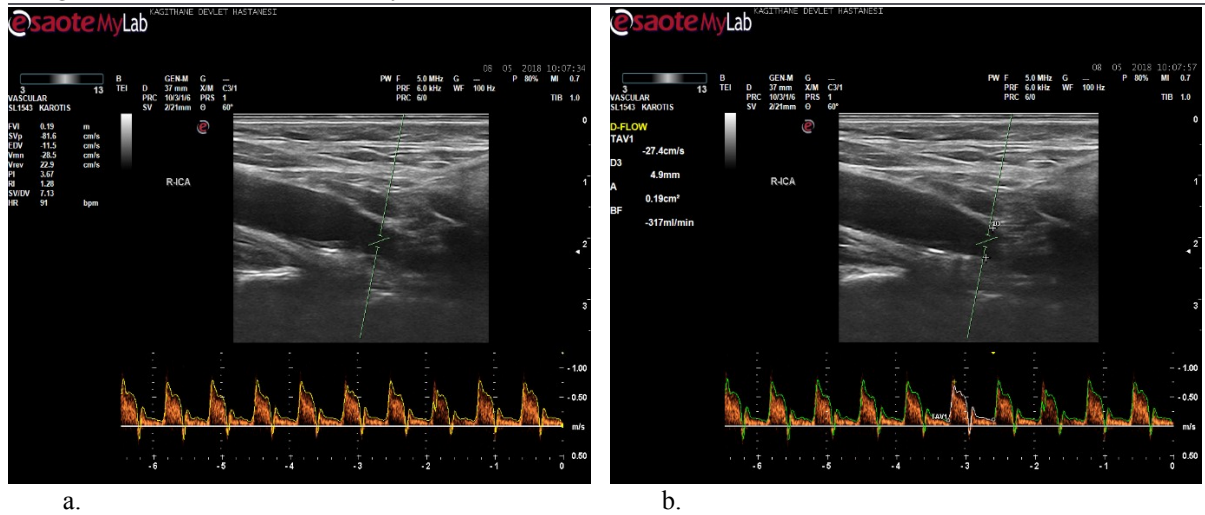 KAGITHANE DEVLET HASTANESİ
esaote MyLab
08 05 2018 10:07:34
3 13
VASCULAR
SL1543 KAROTIS
B GEN-M G —
TEI D 37 mm X/M C3/1
PRC 10/3/1/6 PRS 1
SV 2/21mm Θ 60°
PW F 5.0 MHz G — P 80% MI 0.7
PRF 6.0 kHz WF 100 Hz
PRC 6/0 TIB 1.0
FVI 0.19 m
SVp -81.6 cm/s
EDV -11.5 cm/s
Vmn -28.5 cm/s
Vrev 22.9 cm/s
PI 3.67
RI 1.28
SV/DV 7.13
HR 91 bpm
e
R-ICA
0
1
2
3
- 1.00
- 0.50
m/s
0.50
-6 -5 -4 -3 -2 -1 0
a.
KAGITHANE DEVLET HASTANESİ
esaote MyLab
08 05 2018 10:07:57
3 13
VASCULAR
SL1543 KAROTIS
B GEN-M G —
TEI D 37 mm X/M C3/1
PRC 10/3/1/6 PRS 1
SV 2/21mm Θ 60°
PW F 5.0 MHz G — P 80% MI 0.7
PRF 6.0 kHz WF 100 Hz
PRC 6/0 TIB 1.0
D-FLOW
TAV1
-27.4cm/s
D3
4.9mm
A
0.19cm²
BF
-317ml/min
e
R-ICA
0
1
2
3
TAV1
- 1.00
- 0.50
m/s
0.50
-6 -5 -4 -3 -2 -1 0
b.